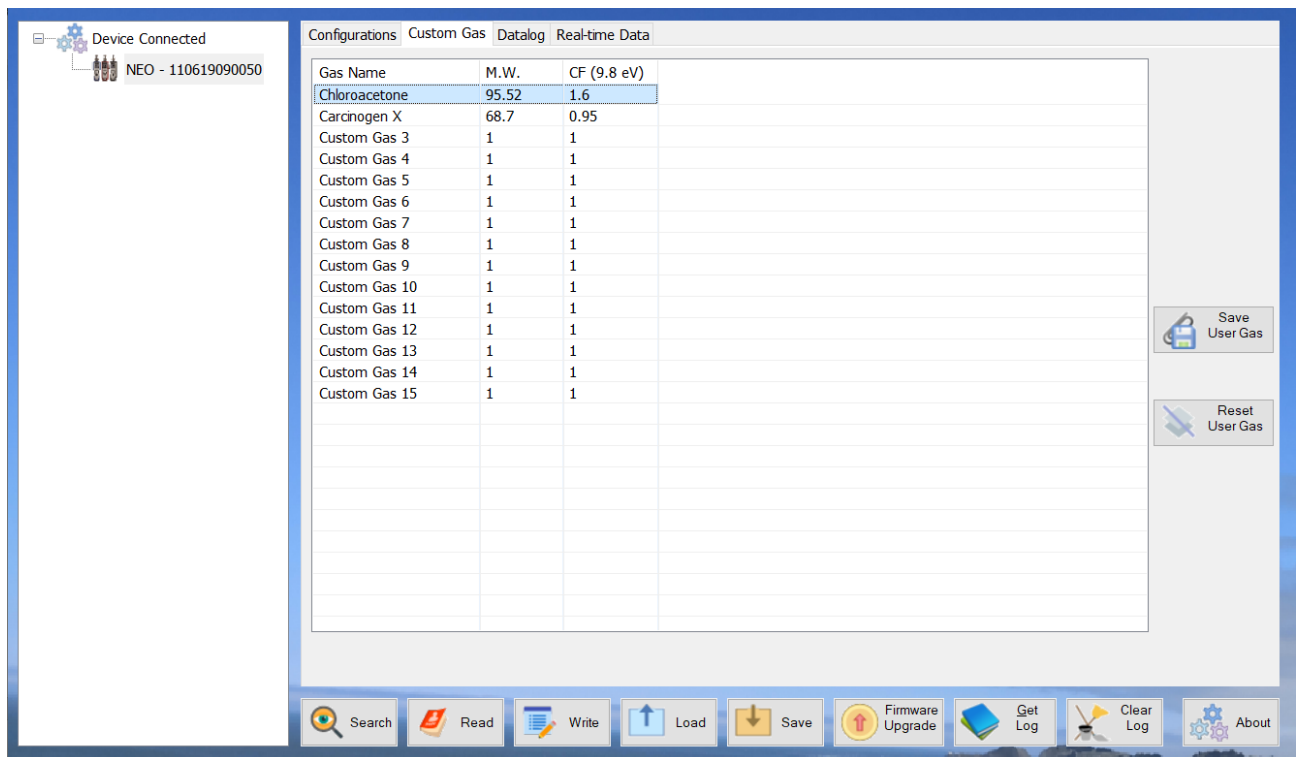 Device Connected
NEO - 110619090050
Configurations Custom Gas Datalog Real-time Data
Gas Name M.W. CF (9.8 eV)
Chloroacetone 95.52 1.6
Carcinogen X 68.7 0.95
Custom Gas 3 1 1
Custom Gas 4 1 1
Custom Gas 5 1 1
Custom Gas 6 1 1
Custom Gas 7 1 1
Custom Gas 8 1 1
Custom Gas 9 1 1
Custom Gas 10 1 1
Custom Gas 11 1 1
Custom Gas 12 1 1
Custom Gas 13 1 1
Custom Gas 14 1 1
Custom Gas 15 1 1
Save
User Gas
Reset
User Gas
Search
Read
Write
Load
Save
Firmware
Upgrade
Get
Log
Clear
Log
About